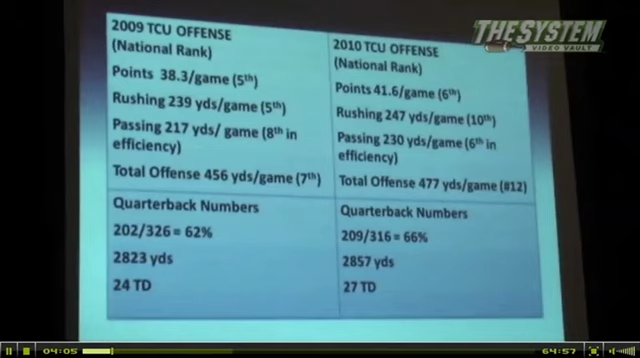 THE SYSTEM
VIDEO VAULT
2009 TCU OFFENSE
(National Rank)
Points 38.3/game (5th)
Rushing 239 yds/game (5th)
Passing 217 yds/ game (8th in
efficiency)
Total Offense 456 yds/game (7th)
2010 TCU OFFENSE
(National Rank)
Points 41.6/game (6th)
Rushing 247 yds/game (10th)
Passing 230 yds/game (6th in
efficiency)
Total Offense 477 yds/game (#12)
Quarterback Numbers
202/326 = 62%
2823 yds
24 TD
Quarterback Numbers
209/316 = 66%
2857 yds
27 TD
04:05
64:57